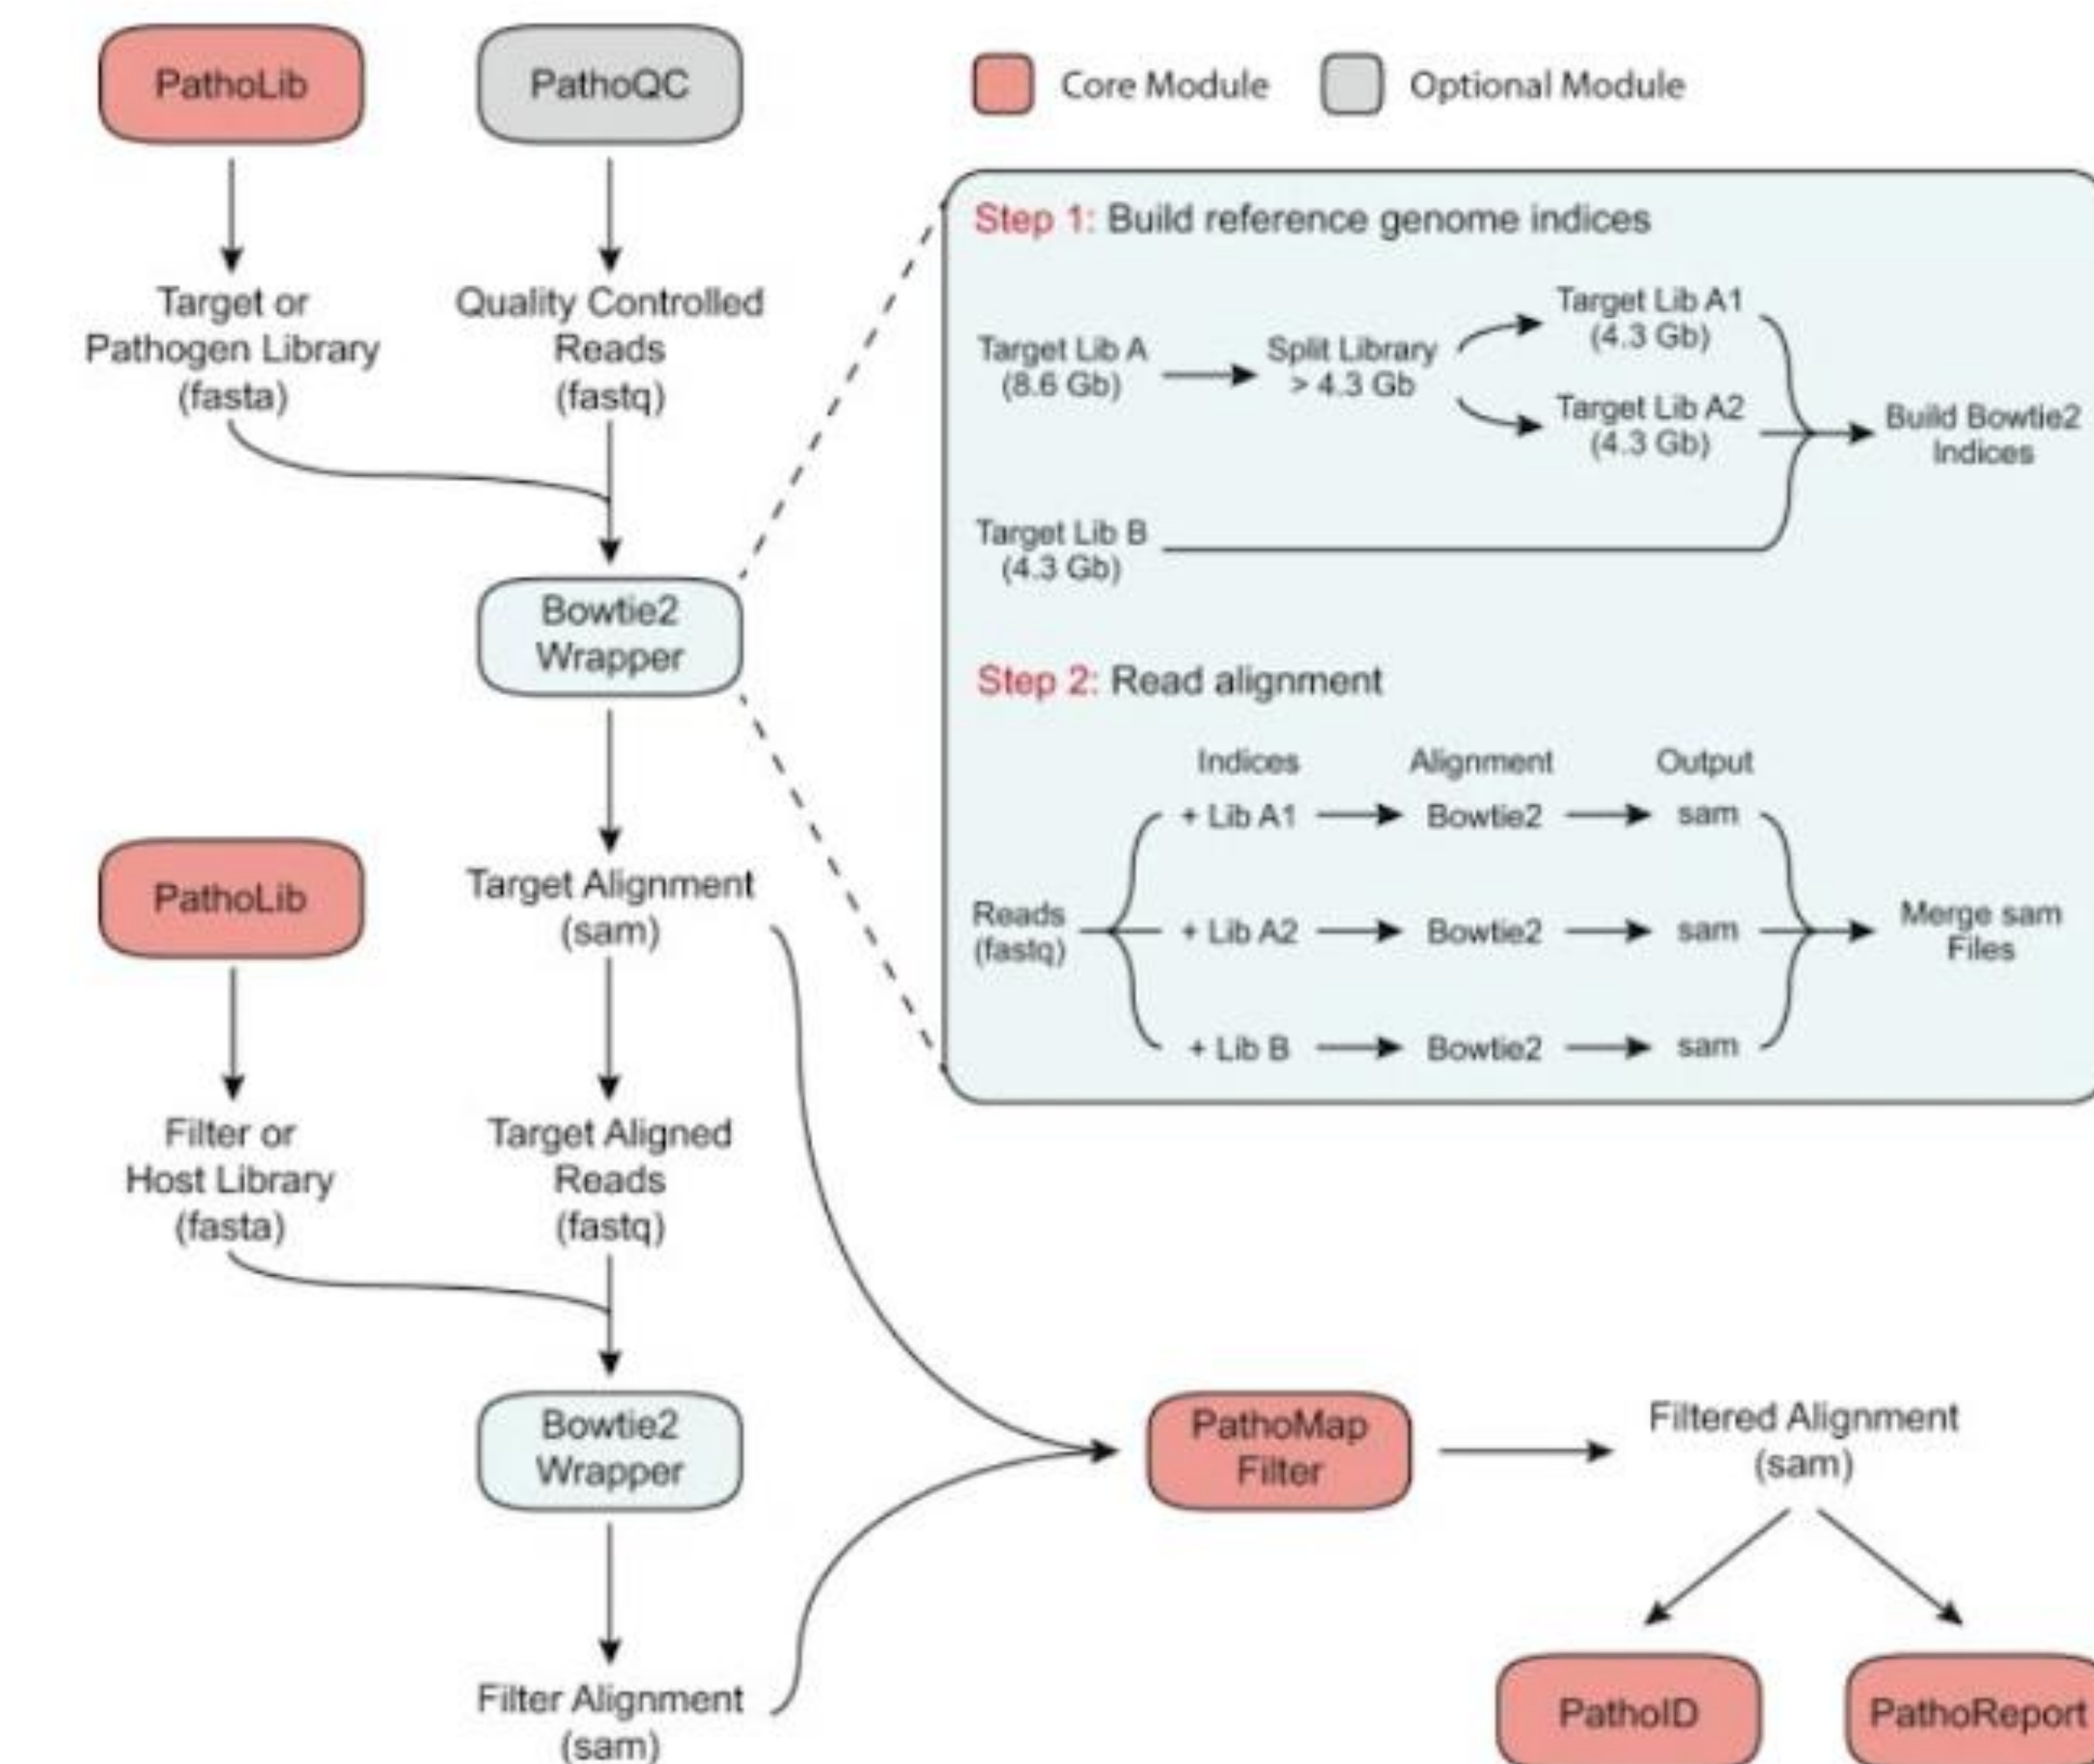 PathoLib
PathoQC
Core Module
Optional Module
Target or
Pathogen Library
(fasta)
Quality Controlled
Reads
(fastq)
Bowtie2
Wrapper
Step 1: Build reference genome indices
Target Lib A
(8.6 Gb)
Split Library
> 4.3 Gb
Target Lib A1
(4.3 Gb)
Target Lib A2
(4.3 Gb)
Build Bowtie2
Indices
Target Lib B
(4.3 Gb)
Step 2: Read alignment
Indices
Alignment
Output
Reads
(fastq)
+ Lib A1
Bowtie2
sam
+ Lib A2
Bowtie2
sam
+ Lib B
Bowtie2
sam
Merge sam
Files
PathoLib
Target Alignment
(sam)
Filter or
Host Library
(fasta)
Target Aligned
Reads
(fastq)
Bowtie2
Wrapper
Filter Alignment
(sam)
PathoMap
Filter
Filtered Alignment
(sam)
PathoID
PathoReport